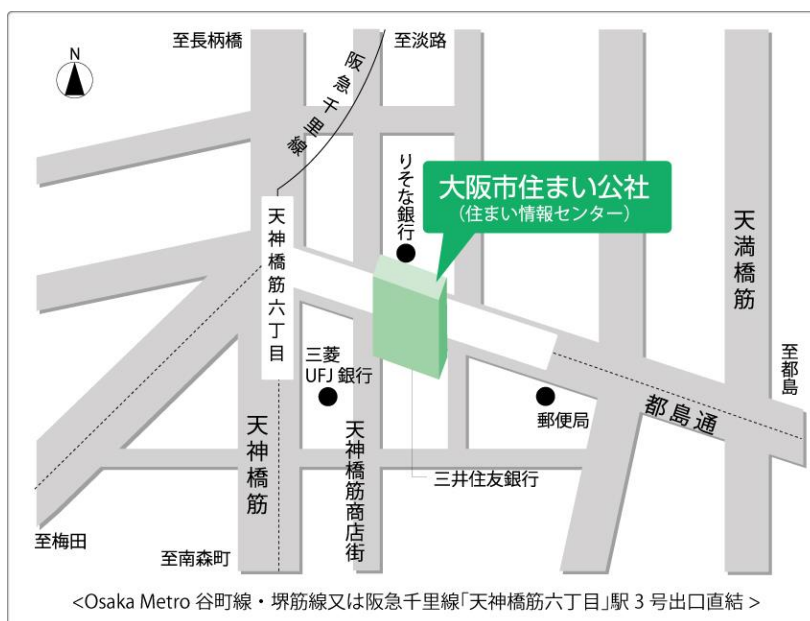 至長柄橋
至淡路
N
阪急千里線
りそな銀行
大阪市住まい公社
（住まい情報センター）
天神橋筋六丁目
天満橋筋
三菱
UFJ 銀行
至都島
郵便局
都島通
天神橋筋
天神橋筋商店街
三井住友銀行
至梅田
至南森町
<Osaka Metro 谷町線・堺筋線又は阪急千里線「天神橋筋六丁目」駅 3 号出口直結 >